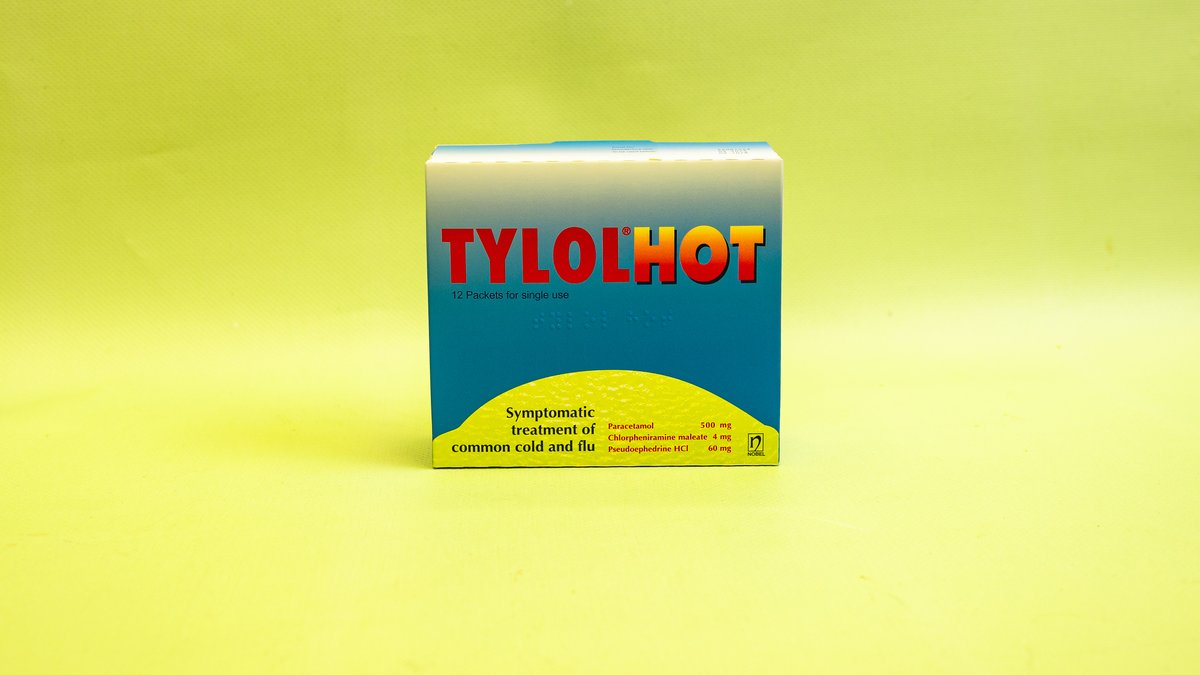 TYLOL®HOT
12 Packets for single use
Symptomatic
treatment of
common cold and flu
Paracetamol 500 mg
Chlorpheniramine maleate 4 mg
Pseudoephedrine HCl 60 mg
NOBEL